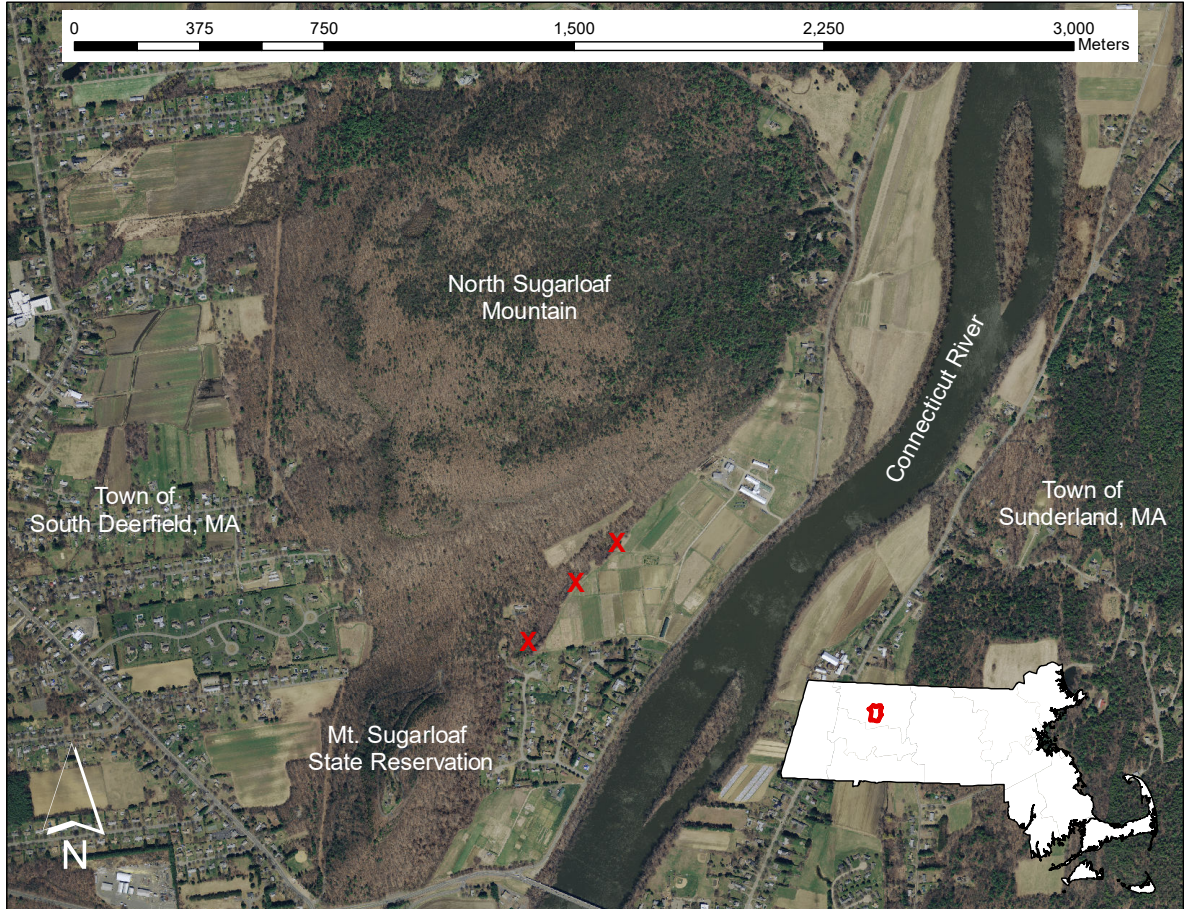 0 375 750 1,500 2,250 3,000
Meters
North Sugarloaf
Mountain
Connecticut River
Town of
South Deerfield, MA
Town of
Sunderland, MA
X
X
X
Mt. Sugarloaf
State Reservation
N